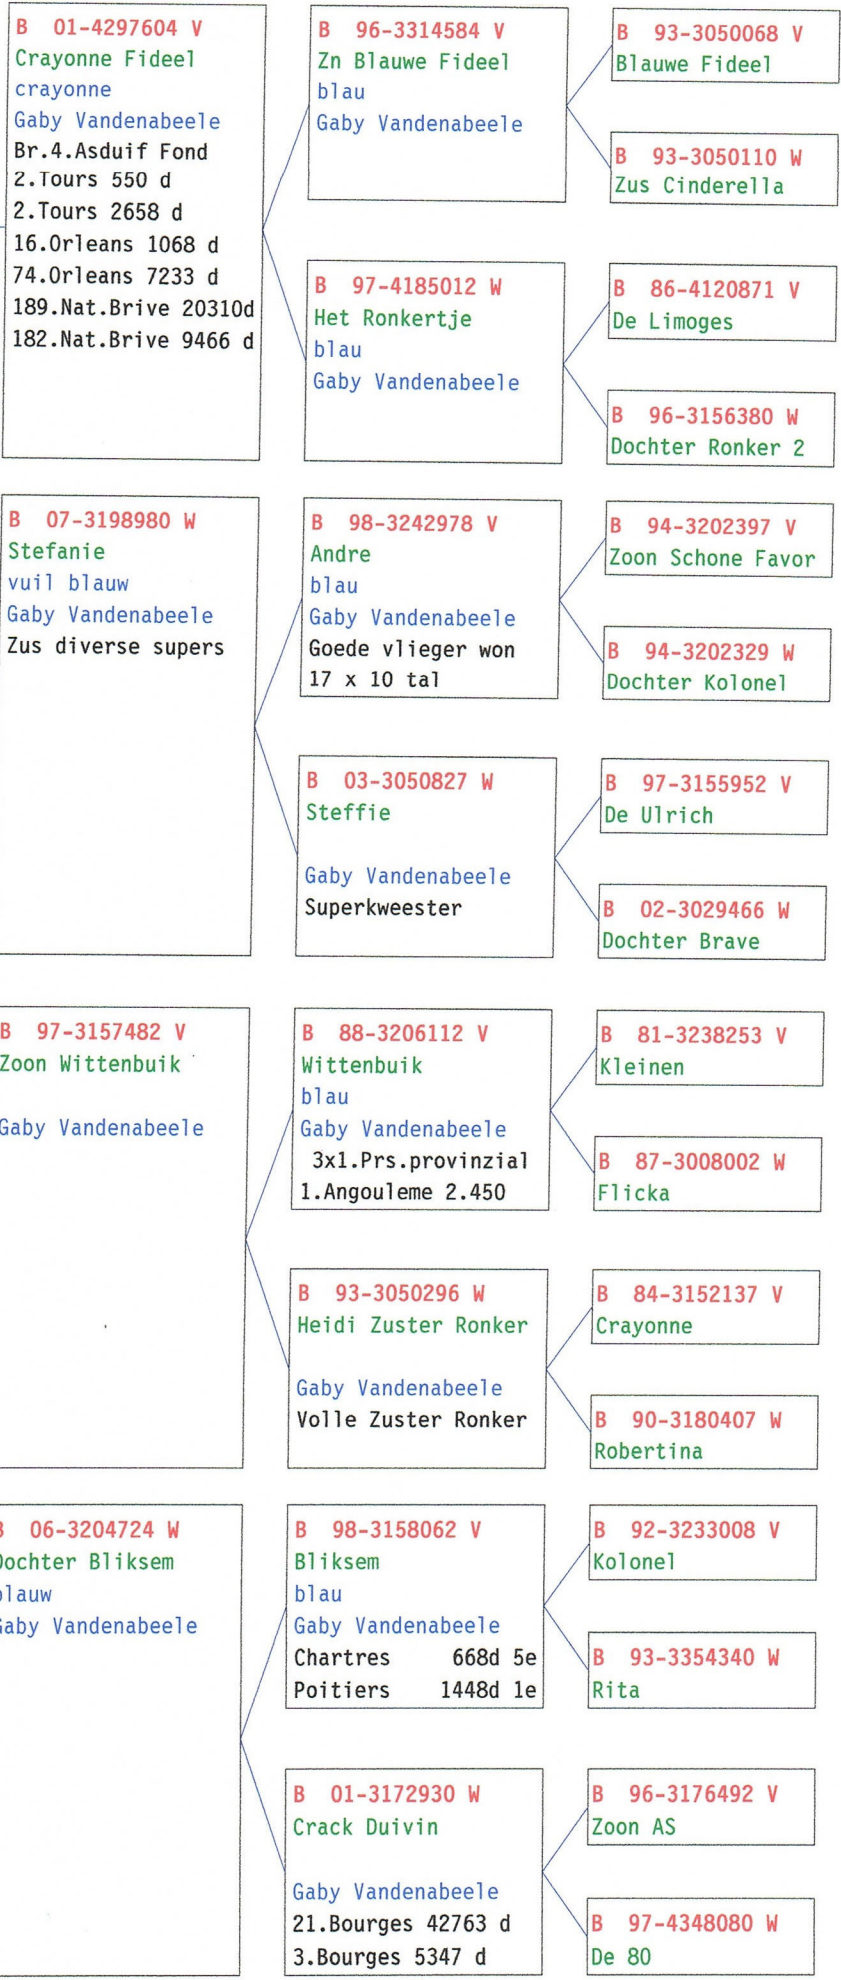 B 01-4297604 V
Crayonne Fideel
crayonne
Gaby Vandenabeele
Br.4.Asduif Fond
2.Tours 550 d
2.Tours 2658 d
16.Orleans 1068 d
74.Orleans 7233 d
189.Nat.Brive 20310d
182.Nat.Brive 9466 d
B 96-3314584 V
Zn Blauwe Fideel
blau
Gaby Vandenabeele
B 93-3050068 V
Blauwe Fideel
B 93-3050110 W
Zus Cinderella
B 97-4185012 W
Het Ronkertje
blau
Gaby Vandenabeele
B 86-4120871 V
De Limoges
B 96-3156380 W
Dochter Ronker 2
B 07-3198980 W
Stefanie
vuil blauw
Gaby Vandenabeele
Zus diverse supers
B 98-3242978 V
Andre
blau
Gaby Vandenabeele
Goede vlieger won
17 x 10 tal
B 94-3202397 V
Zoon Schone Favor
B 94-3202329 W
Dochter Kolonel
B 03-3050827 W
Steffie
Gaby Vandenabeele
Superkweester
B 97-3155952 V
De Ulrich
B 02-3029466 W
Dochter Brave
B 97-3157482 V
Zoon Wittenbuik
Gaby Vandenabeele
B 88-3206112 V
Wittenbuik
blau
Gaby Vandenabeele
3x1.Prs.provinzial
1.Angouleme 2.450
B 81-3238253 V
Kleinen
B 87-3008002 W
Flicka
B 93-3050296 W
Heidi Zuster Ronker
Gaby Vandenabeele
Volle Zuster Ronker
B 84-3152137 V
Crayonne
B 90-3180407 W
Robertina
B 06-3204724 W
Dochter Bliksem
blauw
Gaby Vandenabeele
B 98-3158062 V
Bliksem
blau
Gaby Vandenabeele
Chartres 668d 5e
Poitiers 1448d 1e
B 92-3233008 V
Kolonel
B 93-3354340 W
Rita
B 01-3172930 W
Crack Duivin
Gaby Vandenabeele
21.Bourges 42763 d
3.Bourges 5347 d
B 96-3176492 V
Zoon AS
B 97-4348080 W
De 80